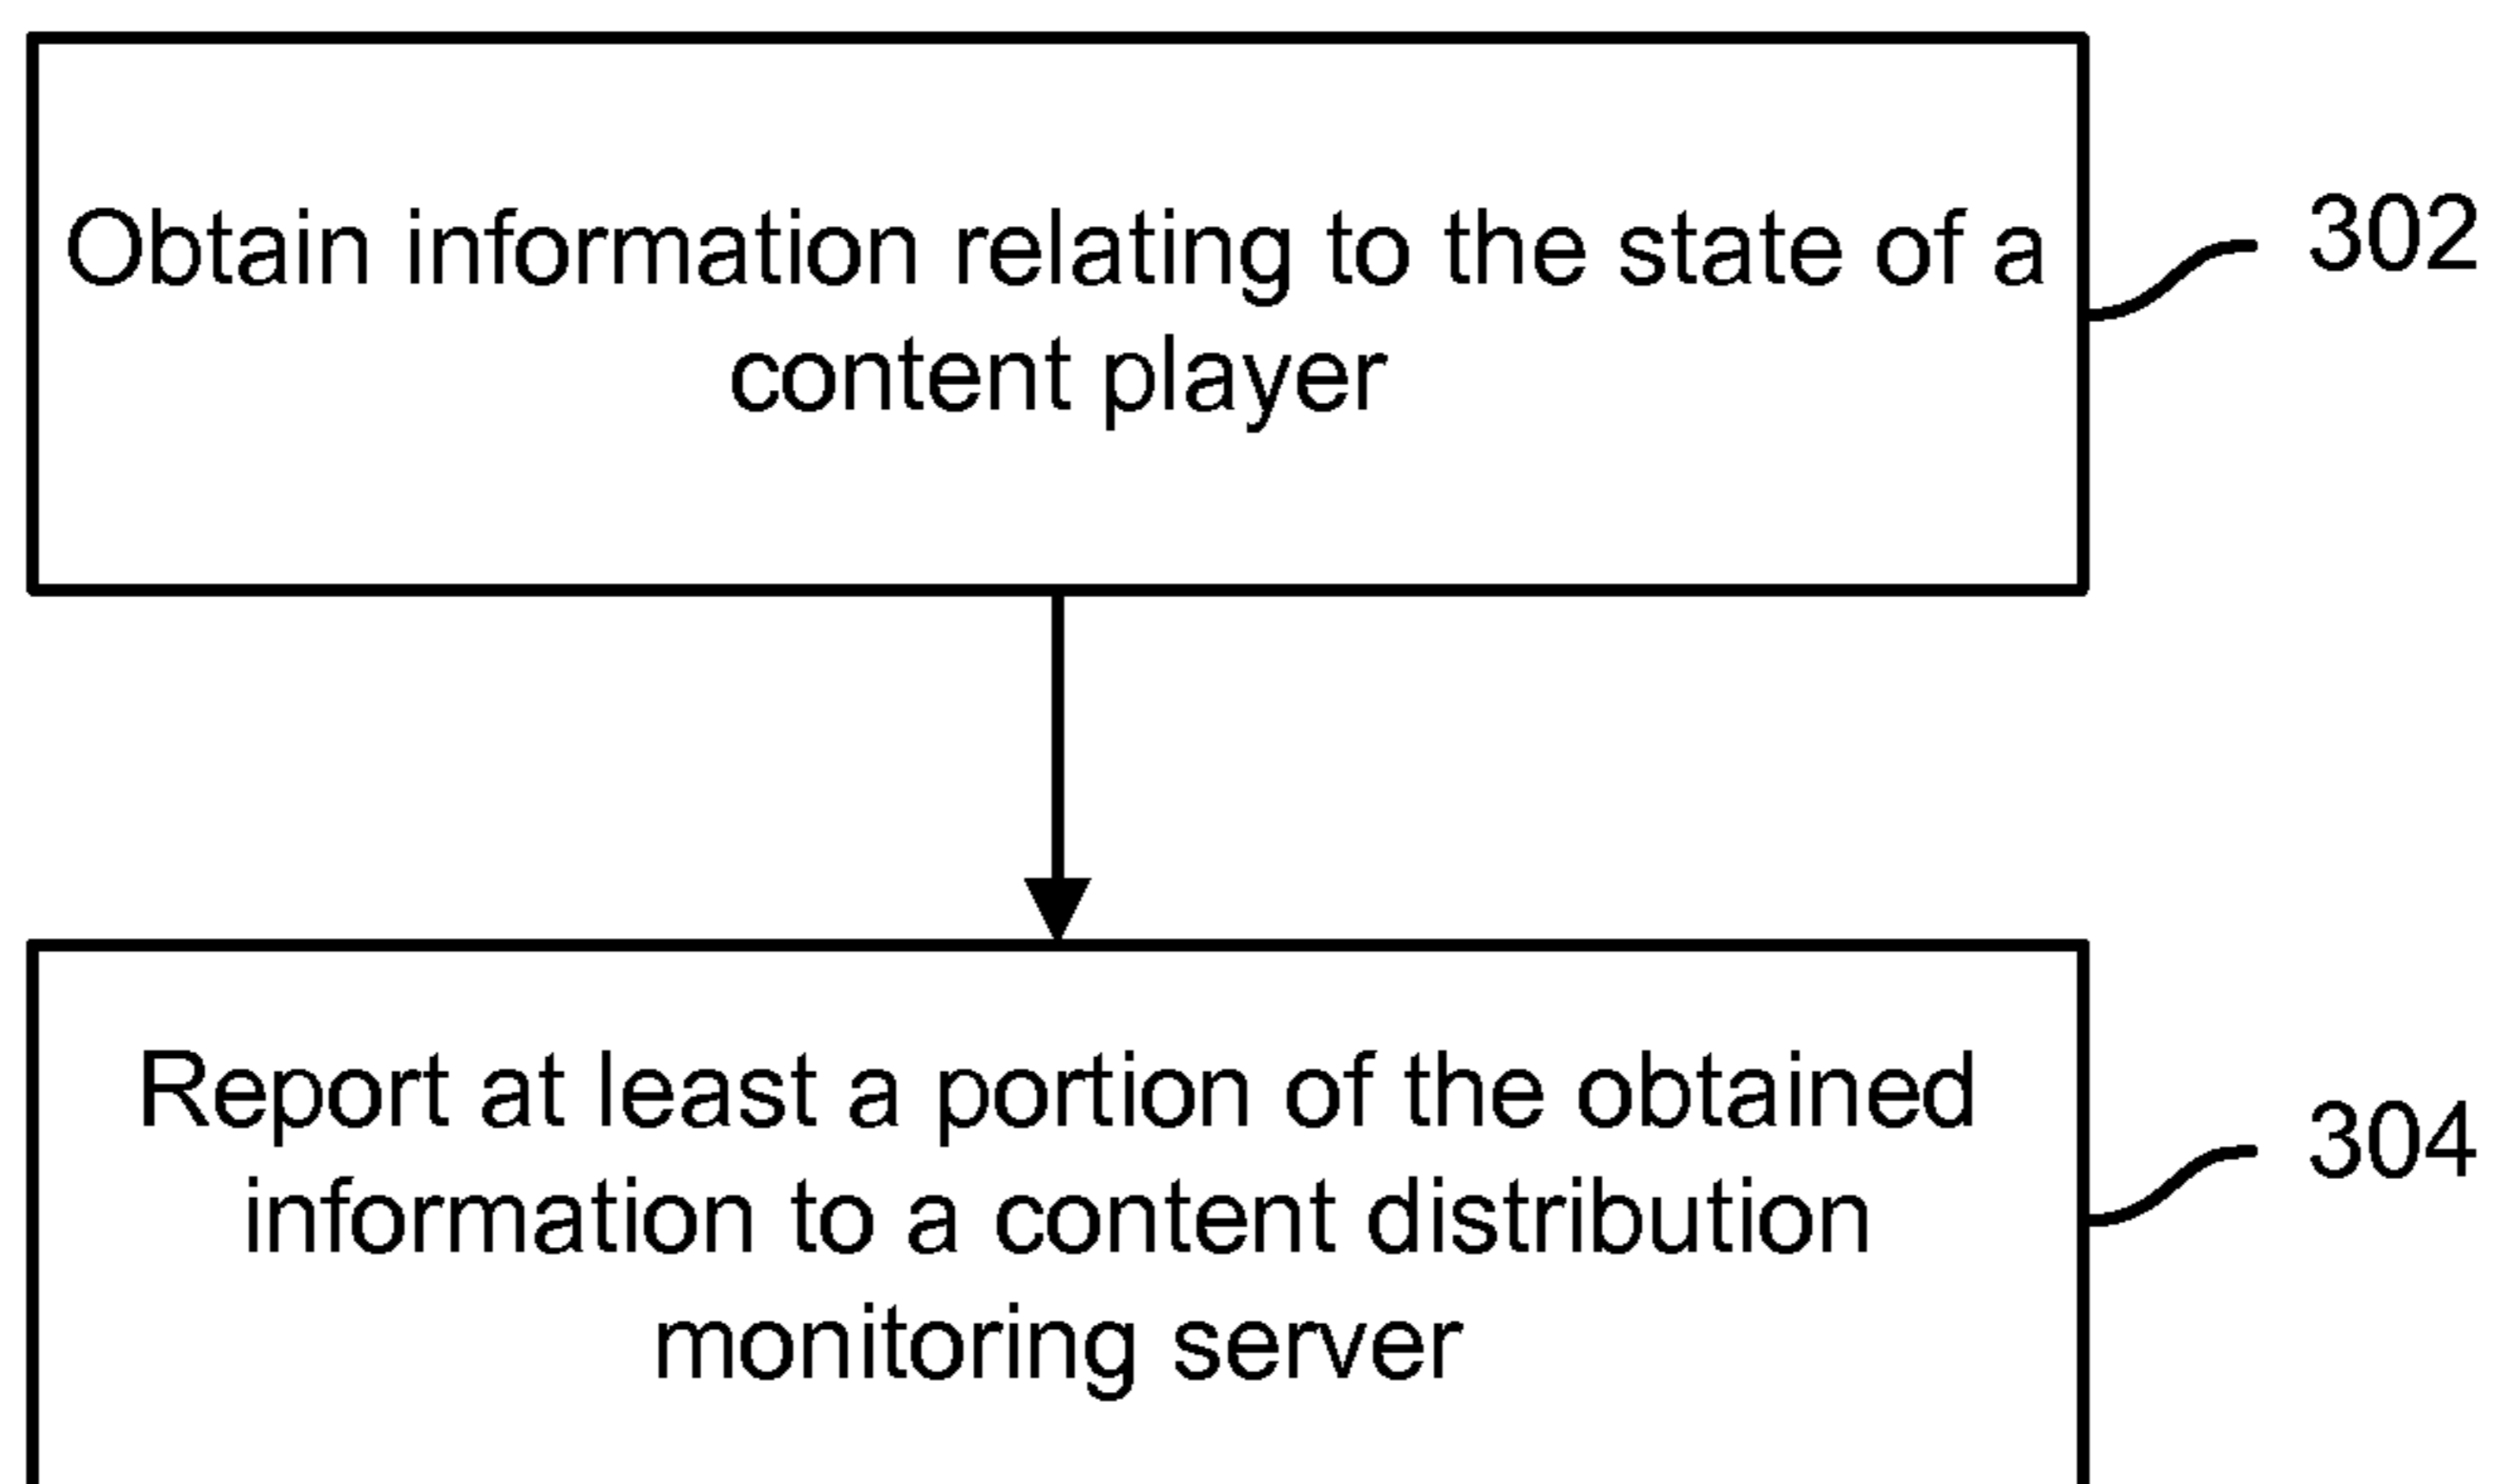 Obtain information relating to the state of a
content player
302
Report at least a portion of the obtained
information to a content distribution
monitoring server
304